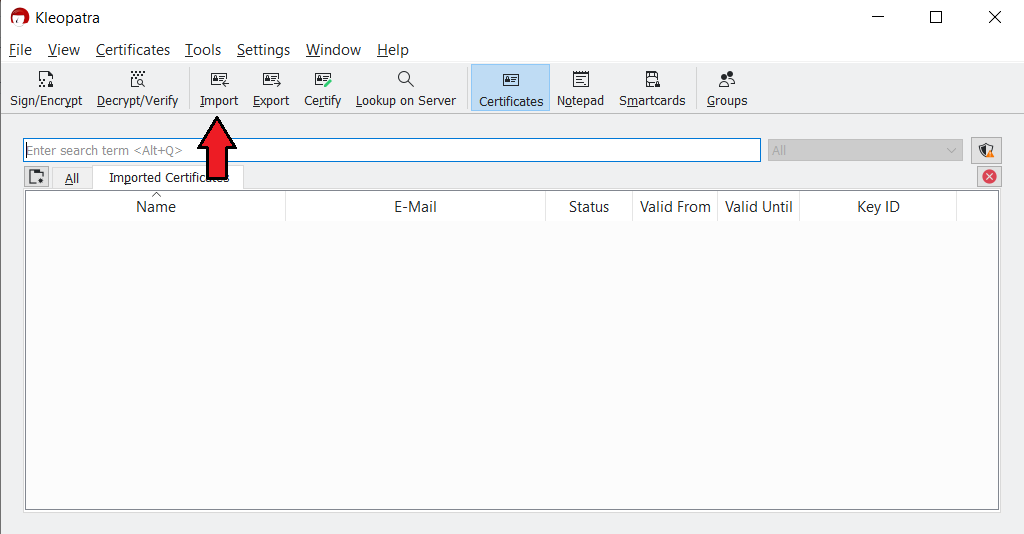 Kleopatra
File View Certificates Tools Settings Window Help
Sign/Encrypt Decrypt/Verify Import Export Certify Lookup on Server Certificates Notepad Smartcards Groups
Enter search term <Alt+Q> All
All Imported Certificates
Name E-Mail Status Valid From Valid Until Key ID